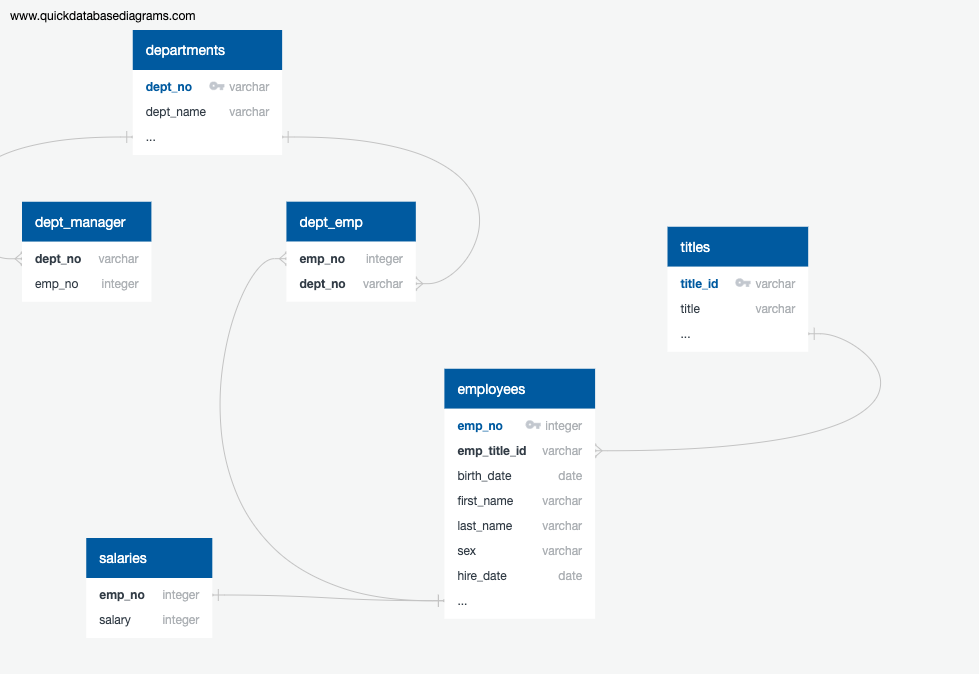 www.quickdatabasediagrams.com
departments
dept_no varchar
dept_name varchar
...
dept_manager
dept_no varchar
emp_no integer
dept_emp
emp_no integer
dept_no varchar
titles
title_id varchar
title varchar
...
employees
emp_no integer
emp_title_id varchar
birth_date date
first_name varchar
last_name varchar
sex varchar
hire_date date
...
salaries
emp_no integer
salary integer